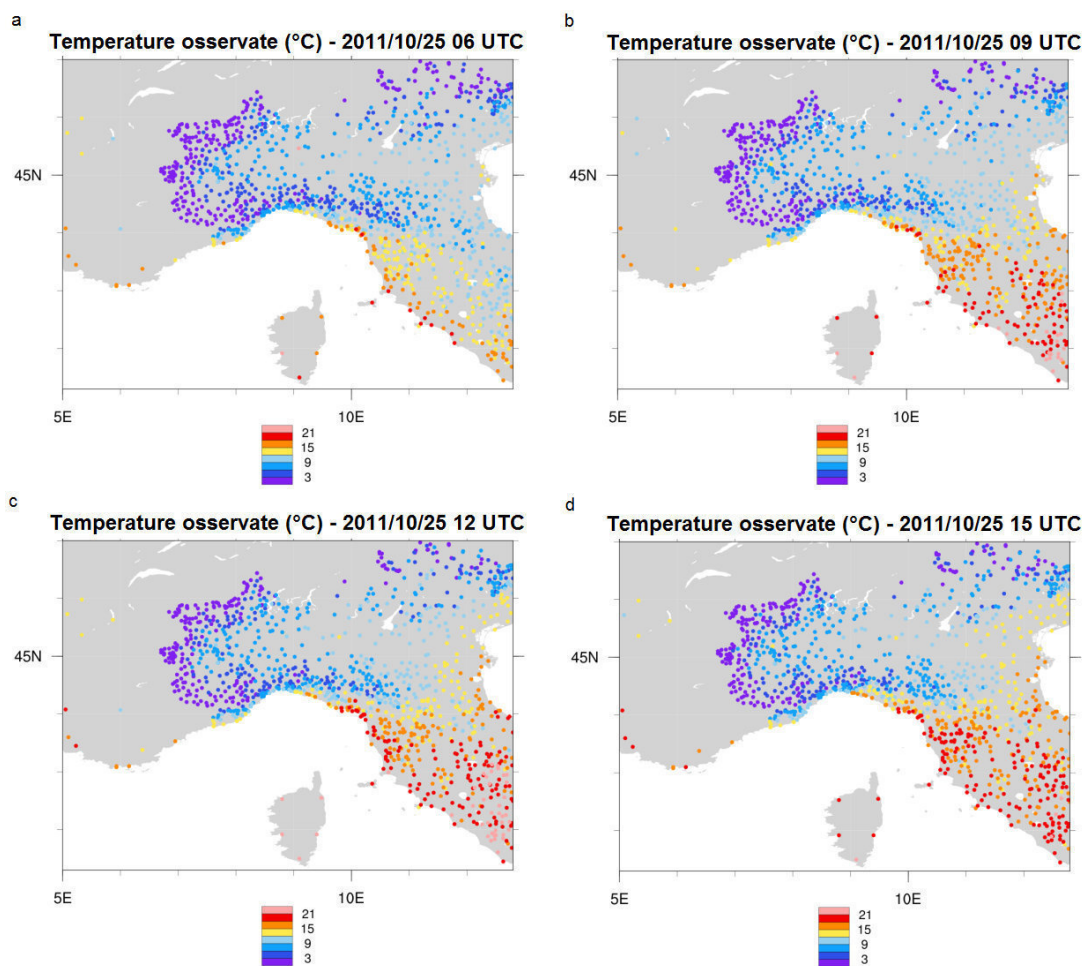 a
Temperature osservate (°C) - 2011/10/25 06 UTC
45N
5E
10E
21
15
9
3
b
Temperature osservate (°C) - 2011/10/25 09 UTC
45N
5E
10E
21
15
9
3
c
Temperature osservate (°C) - 2011/10/25 12 UTC
45N
5E
10E
21
15
9
3
d
Temperature osservate (°C) - 2011/10/25 15 UTC
45N
5E
10E
21
15
9
3